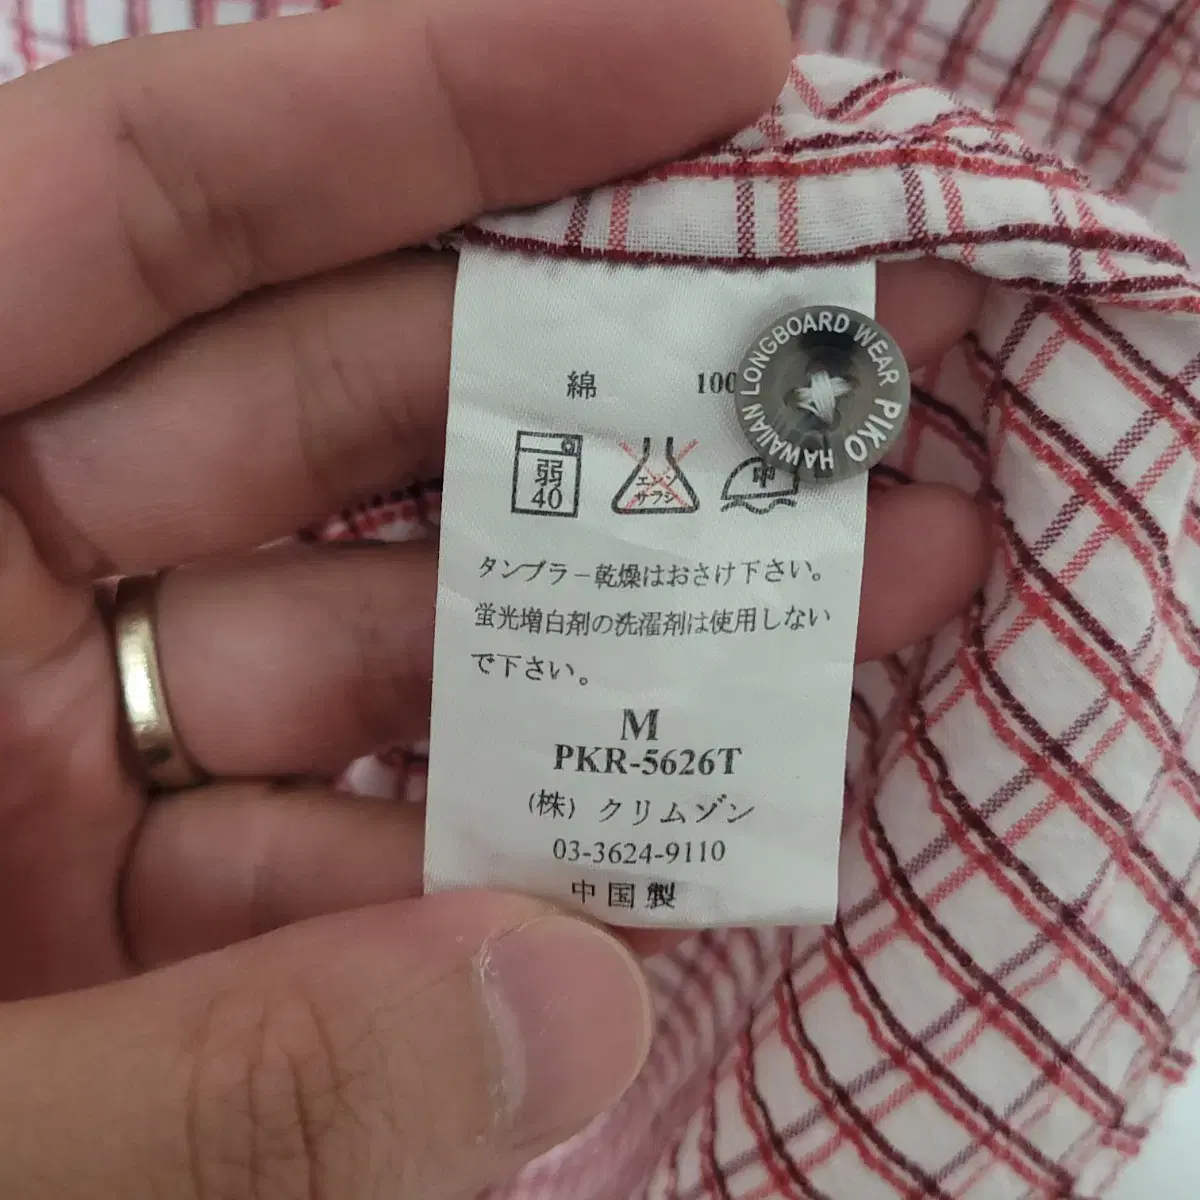 綿 100
弱
40
エンソ
サラシ
中
タンブラー乾燥はおさけ下さい。
蛍光増白剤の洗濯剤は使用しない
で下さい。
M
PKR-5626T
(株) クリムゾン
03-3624-9110
中国製
PIKO HAWAIIAN LONGBOARD WEAR